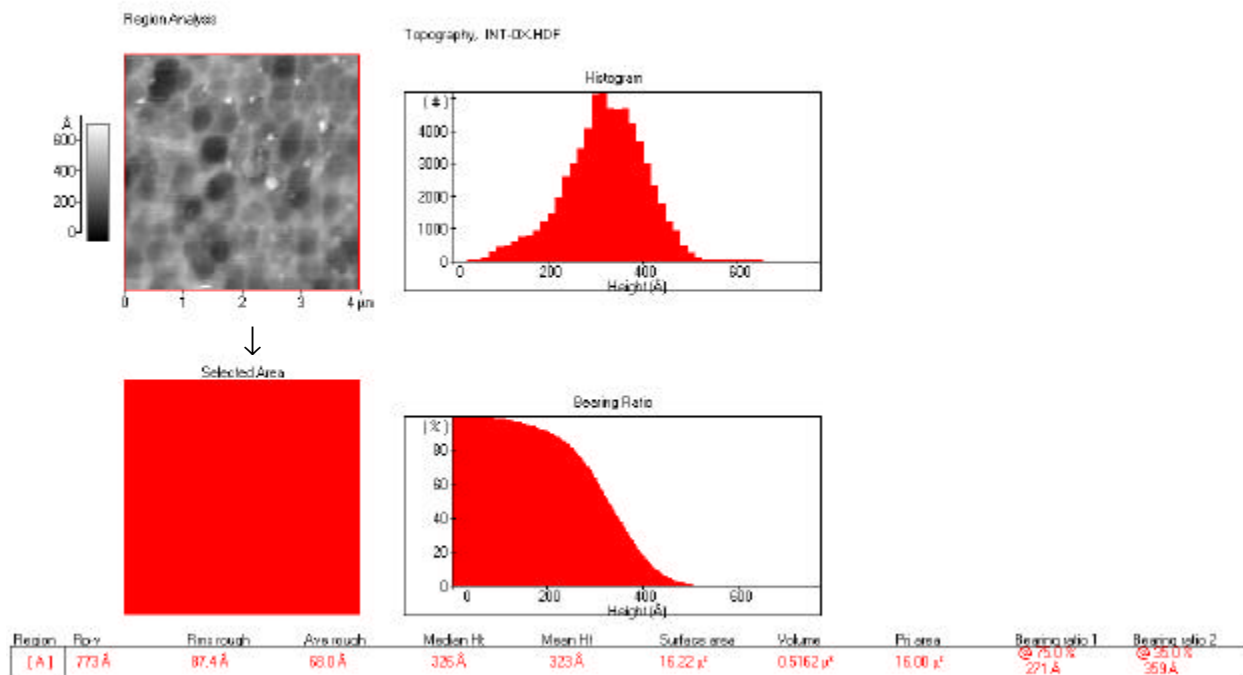 Region Analysis
Topography, INT-OX.HDF
Histogram
(#)
4000
3000
2000
1000
0
0 200 400 600
Height (Å)
Å
600
400
200
0
0 1 2 3 4 µm
Selected Area
Bearing Ratio
(%)
80
60
40
20
0
0 200 400 600
Height (Å)
Region Rp-v Rms rough Ave rough Median Ht Mean Ht Surface area Volume Prj area Bearing ratio 1 Bearing ratio 2
[A] 773 Å 87.4 Å 68.0 Å 326 Å 323 Å 16.22 µ² 0.5162 µ³ 16.00 µ² @ 75.0 % @ 35.0 %
271 Å 359 Å